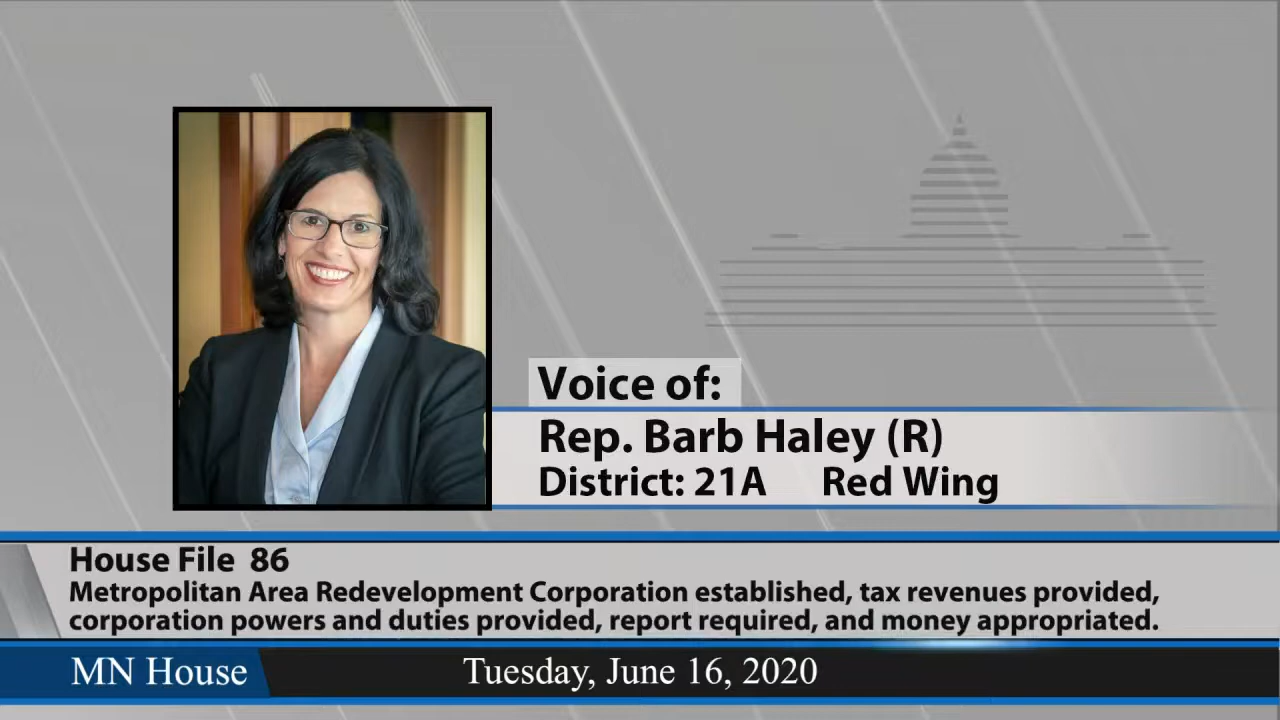 Voice of:
Rep. Barb Haley (R)
District: 21A Red Wing
House File 86
Metropolitan Area Redevelopment Corporation established, tax revenues provided,
corporation powers and duties provided, report required, and money appropriated.
MN House Tuesday, June 16, 2020